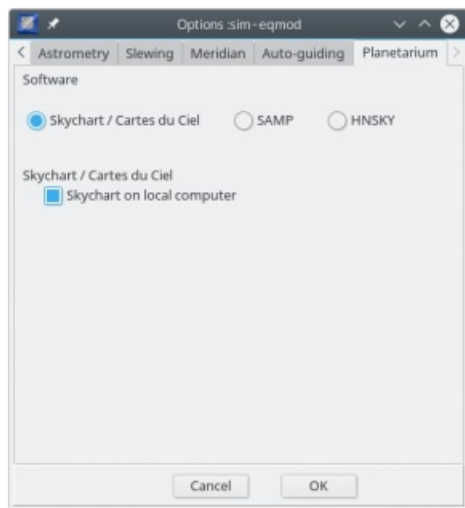 Options :sim-eqmod
Astrometry Slewing Meridian Auto-guiding Planetarium
Software
Skychart / Cartes du Ciel SAMP HNSKY
Skychart / Cartes du Ciel
Skychart on local computer
Cancel OK